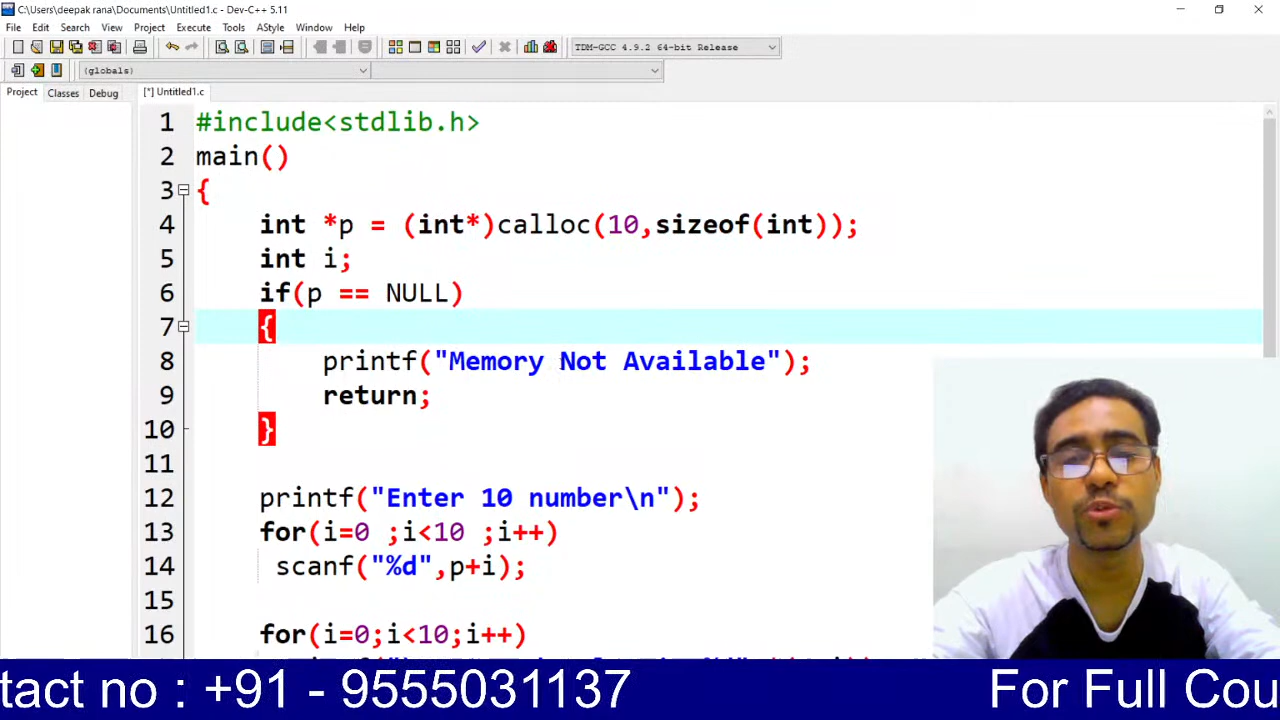 C:\Users\deepak rana\Documents\Untitled1.c - Dev-C++ 5.11
File Edit Search View Project Execute Tools AStyle Window Help
TDM-GCC 4.9.2 64-bit Release
(globals)
Project Classes Debug [*] Untitled1.c
1 #include<stdlib.h>
2 main()
3 {
4 int *p = (int*)calloc(10,sizeof(int));
5 int i;
6 if(p == NULL)
7 {
8 printf("Memory Not Available");
9 return;
10 }
11
12 printf("Enter 10 number\n");
13 for(i=0 ;i<10 ;i++)
14 scanf("%d",p+i);
15
16 for(i=0;i<10;i++)
tact no : +91 - 9555031137 For Full Cou